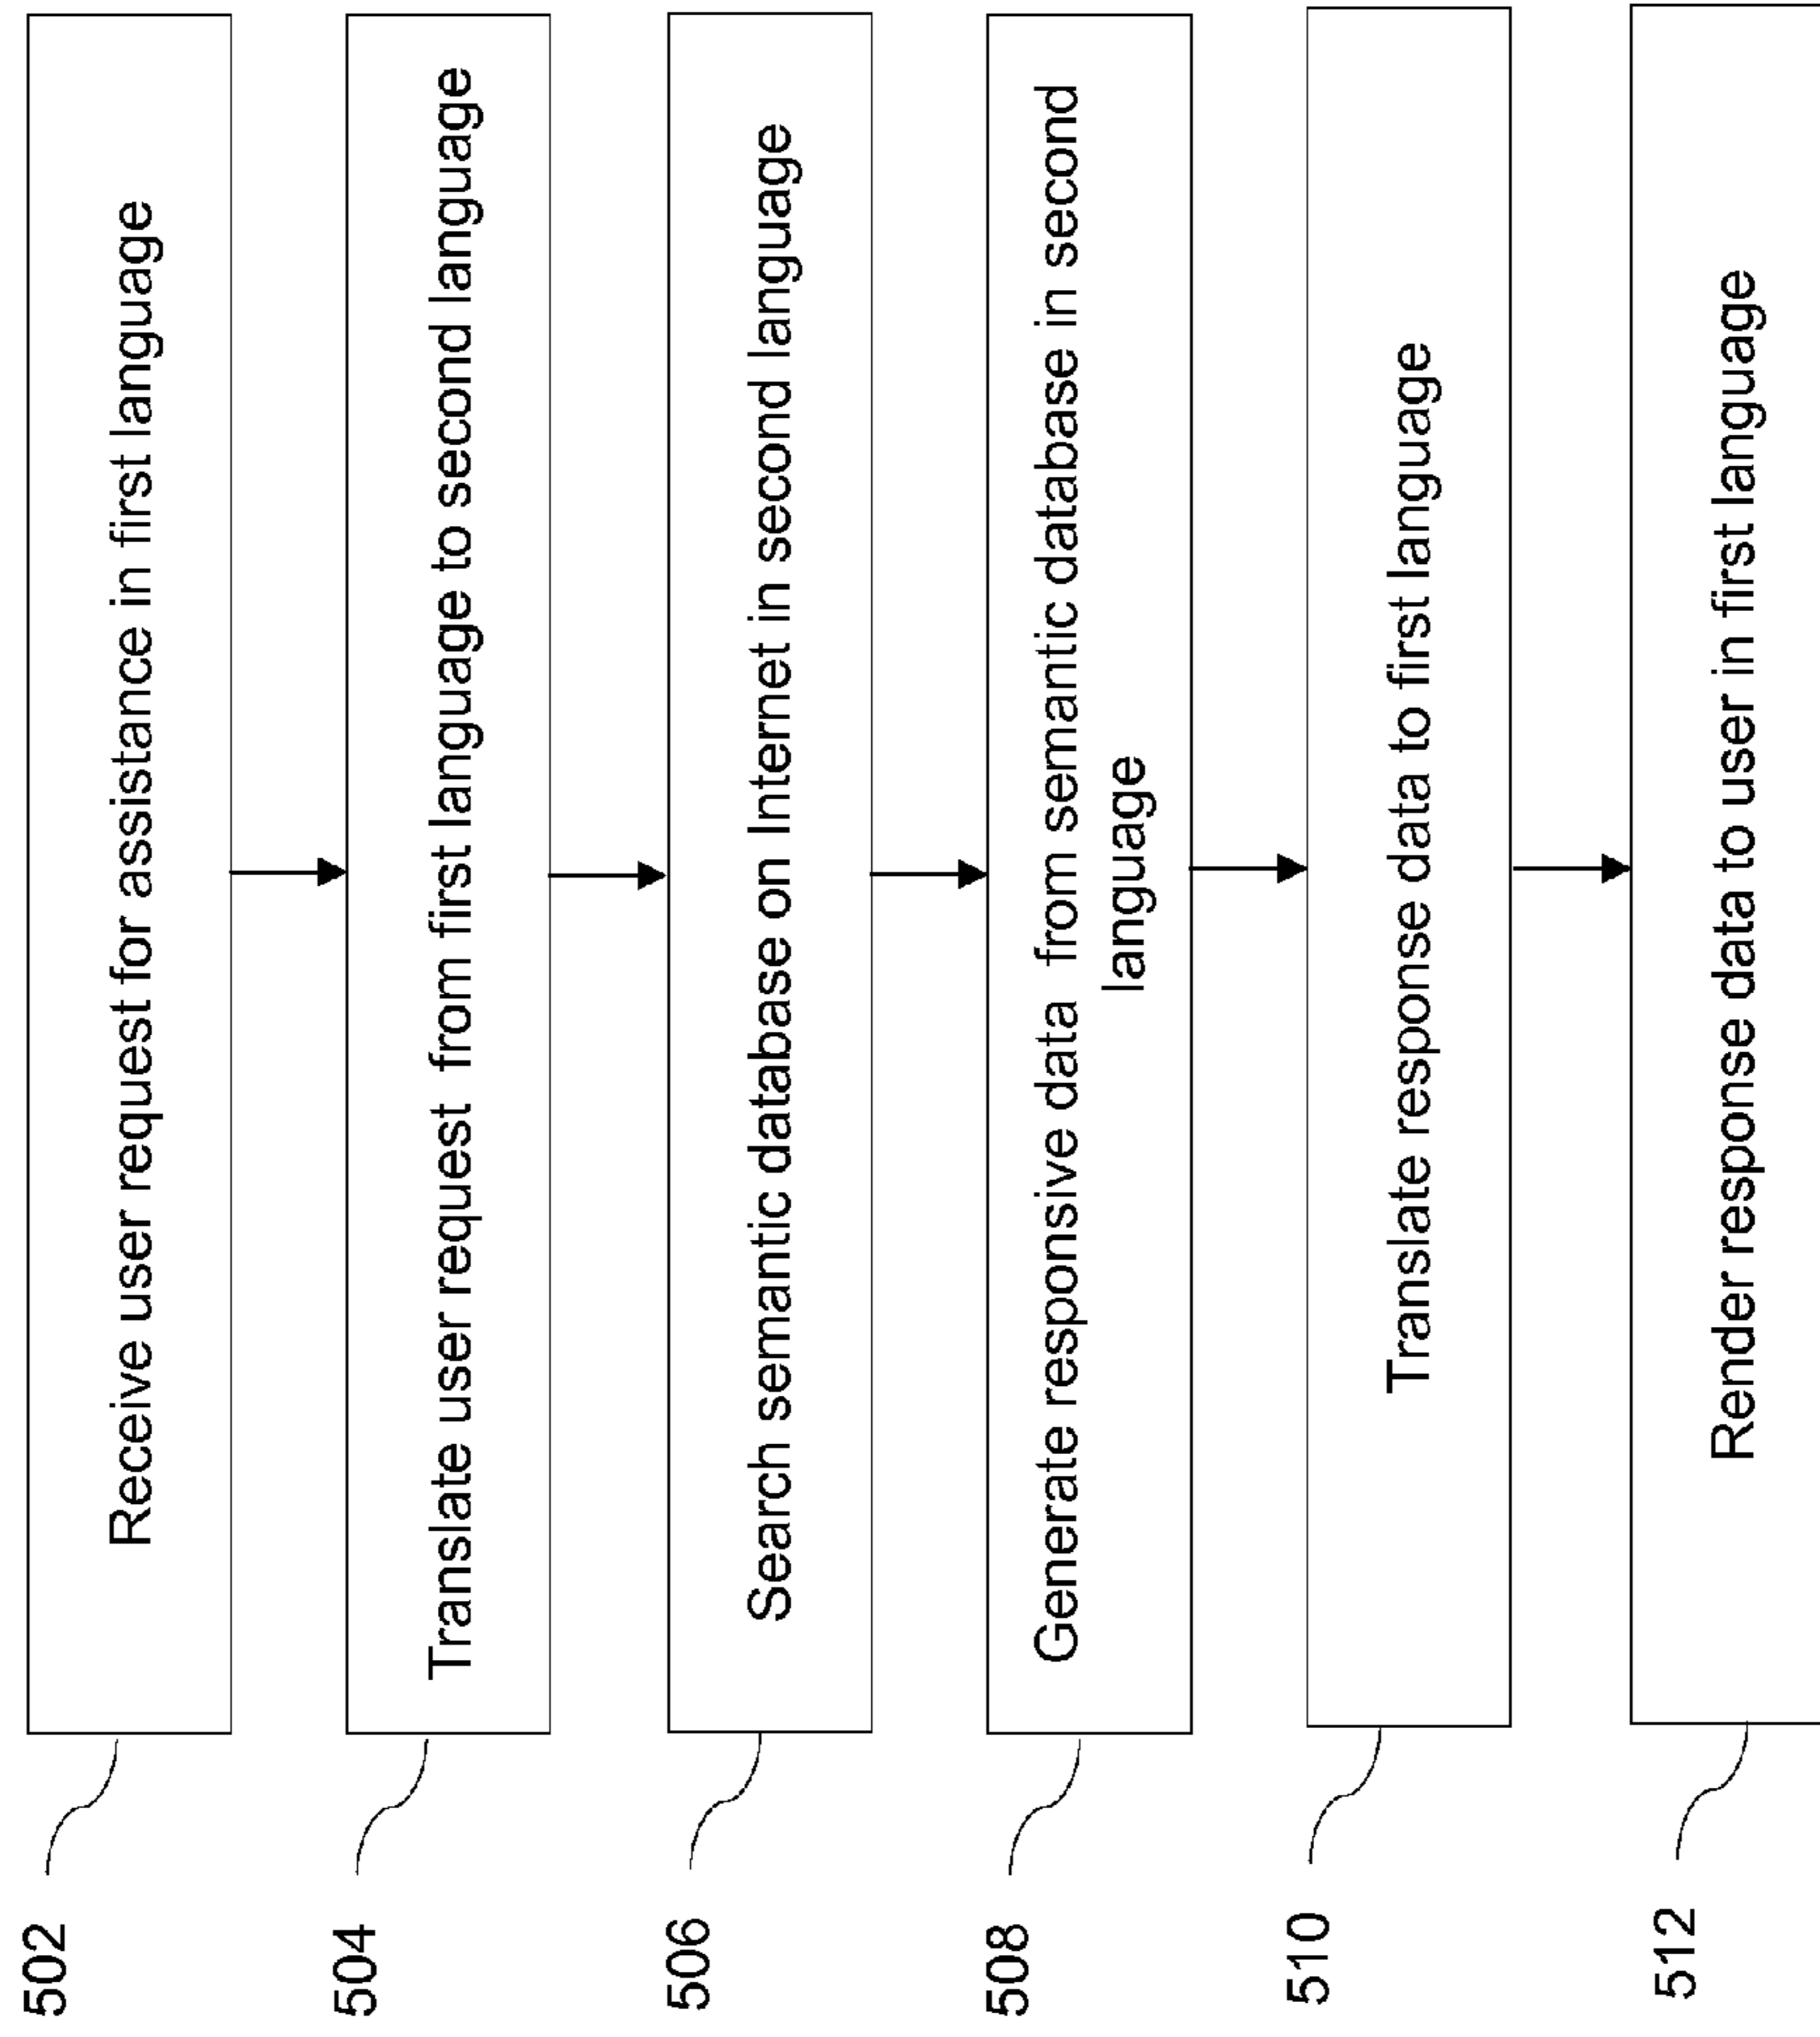 502
Receive user request for assistance in first language
504
Translate user request from first language to second language
506
Search semantic database on Internet in second language
508
Generate responsive data from semantic database in second
language
510
Translate response data to first language
512
Render response data to user in first language